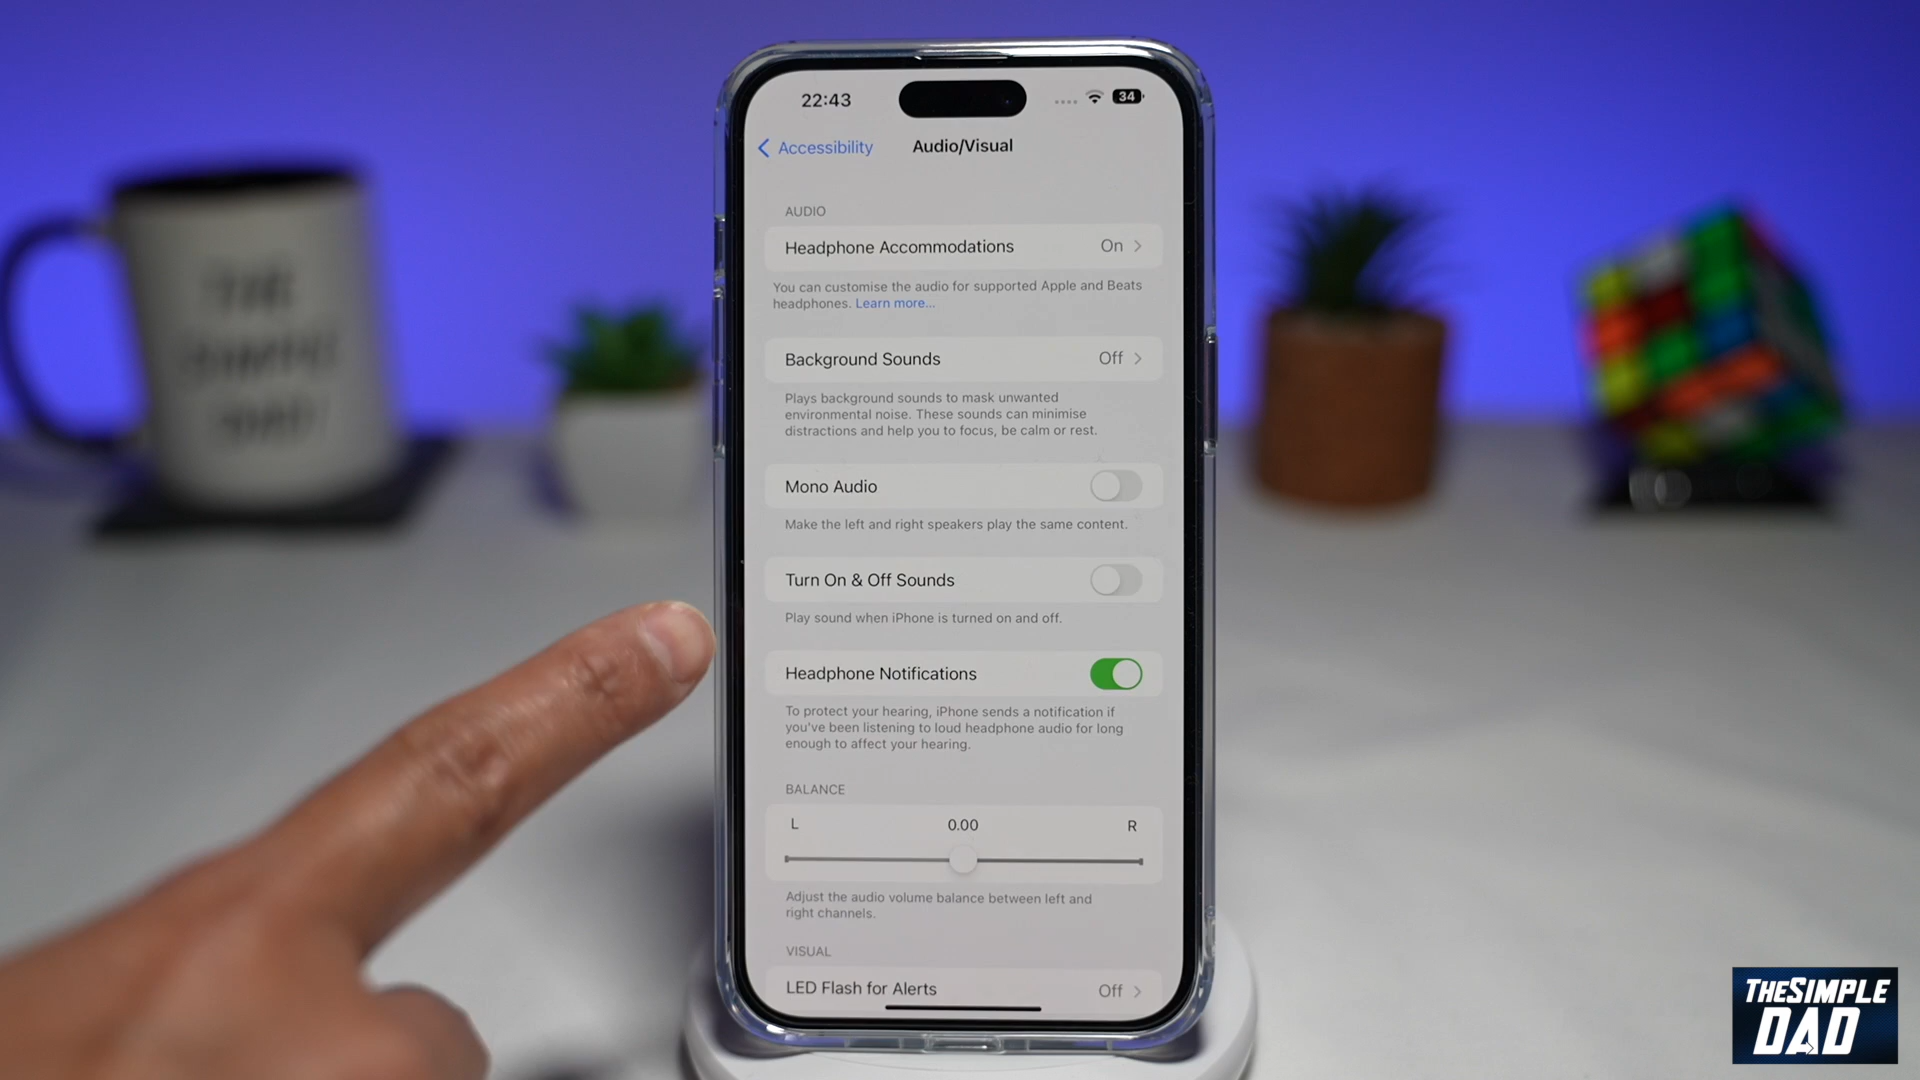 22:43
34
Accessibility
Audio/Visual
AUDIO
Headphone Accommodations
On
You can customise the audio for supported Apple and Beats
headphones. Learn more...
Background Sounds
Off
Plays background sounds to mask unwanted
environmental noise. These sounds can minimise
distractions and help you to focus, be calm or rest.
Mono Audio
Make the left and right speakers play the same content.
Turn On & Off Sounds
Play sound when iPhone is turned on and off.
Headphone Notifications
To protect your hearing, iPhone sends a notification if
you've been listening to loud headphone audio for long
enough to affect your hearing.
BALANCE
L
0.00
R
Adjust the audio volume balance between left and
right channels.
VISUAL
LED Flash for Alerts
Off
THE
SIMPLE
DAD
THESIMPLE
DAD